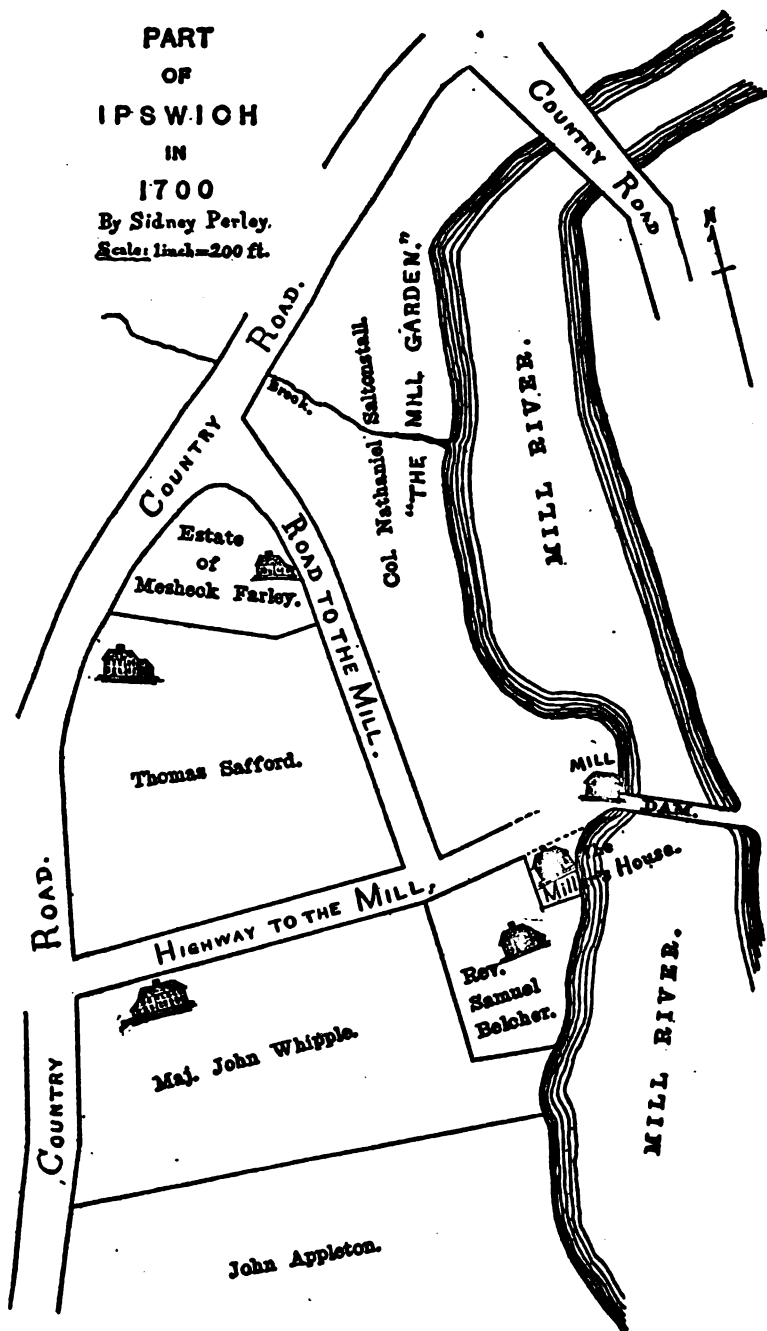 PART
OF
IPSWICH
IN
1700
By Sidney Perley.
Scale: 1 inch=200 ft.
COUNTRY ROAD
N
COUNTRY ROAD.
Brook.
Col. Nathaniel Saltonstall.
"THE MILL GARDEN."
MILL RIVER.
Estate
of
Mesheck Farley.
ROAD TO THE MILL.
Thomas Safford.
MILL
DAM.
The
Miller's House.
HIGHWAY TO THE MILL,
Rev.
Samuel
Belcher.
COUNTRY ROAD.
Maj. John Whipple.
MILL RIVER.
John Appleton.